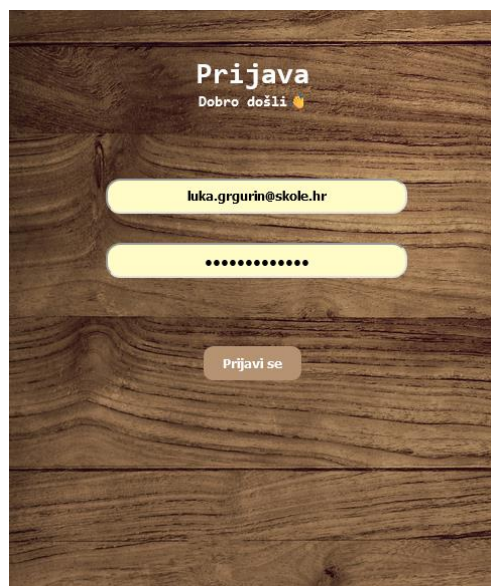 Prijava
Dobro došli 👏
luka.grgurin@skole.hr
•••••••••••••
Prijavi se